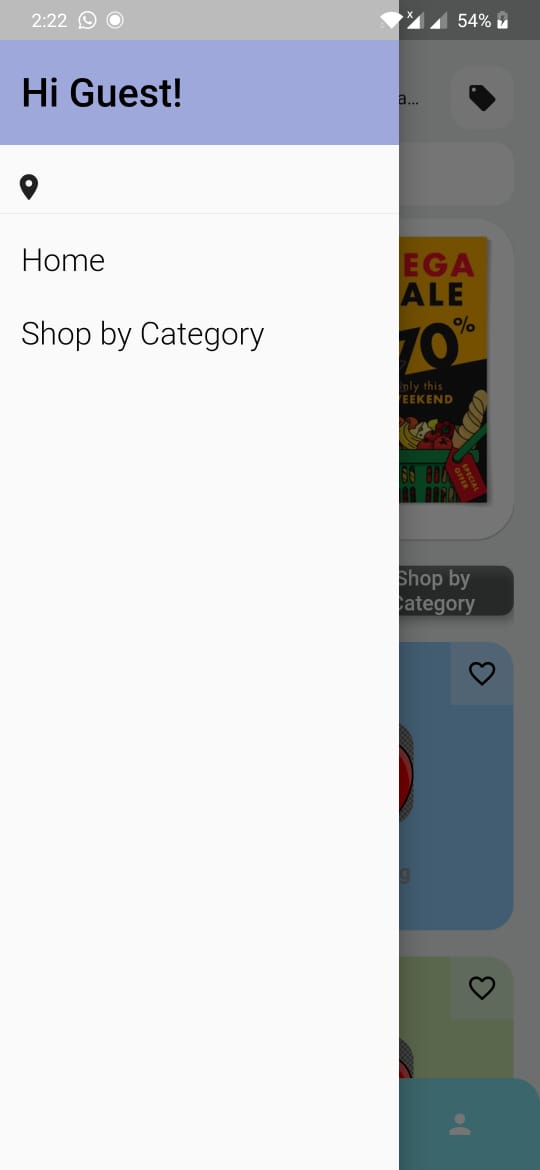 2:22
54%
Hi Guest!
a...
Home
Shop by Category
EGA
ALE
70%
nly this
EEKEND
SPECIAL
OFFER
Shop by
Category
g